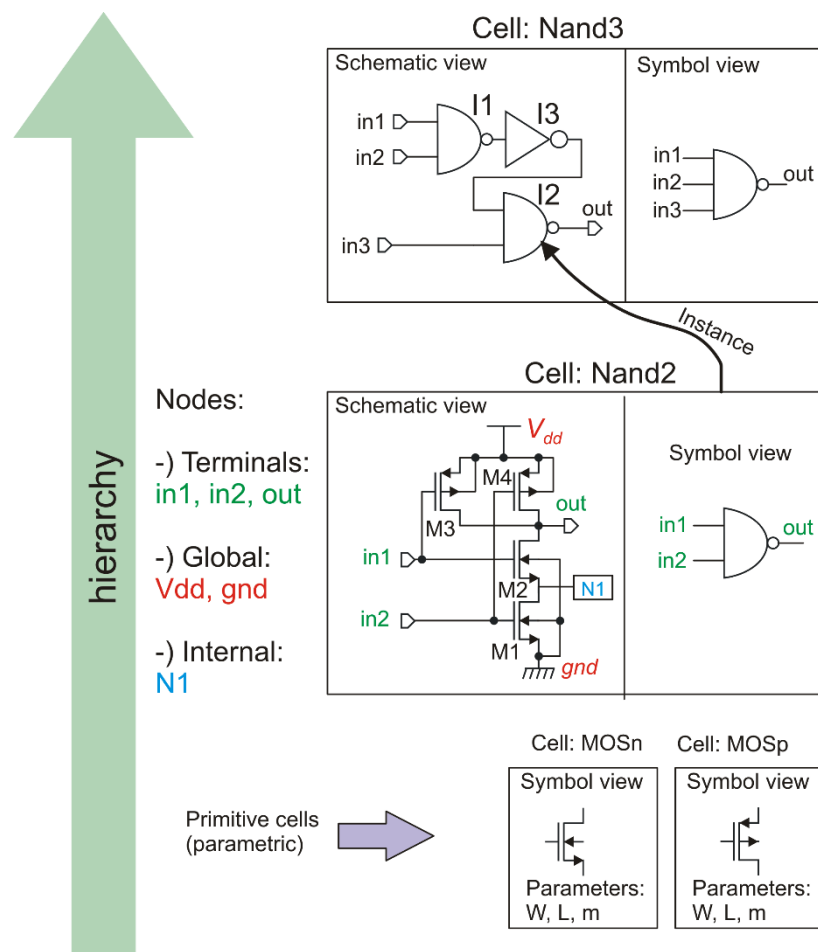 Cell: Nand3
Schematic view
Symbol view
I1
I3
in1
in2
I2
out
in3
in1
in2
in3
out
Instance
Cell: Nand2
hierarchy
Nodes:
-) Terminals:
in1, in2, out
-) Global:
Vdd, gnd
-) Internal:
N1
Schematic view
Vdd
M4
M3
out
in1
M2
N1
in2
M1
gnd
Symbol view
in1
in2
out
Primitive cells
(parametric)
Cell: MOSn
Symbol view
Parameters:
W, L, m
Cell: MOSp
Symbol view
Parameters:
W, L, m